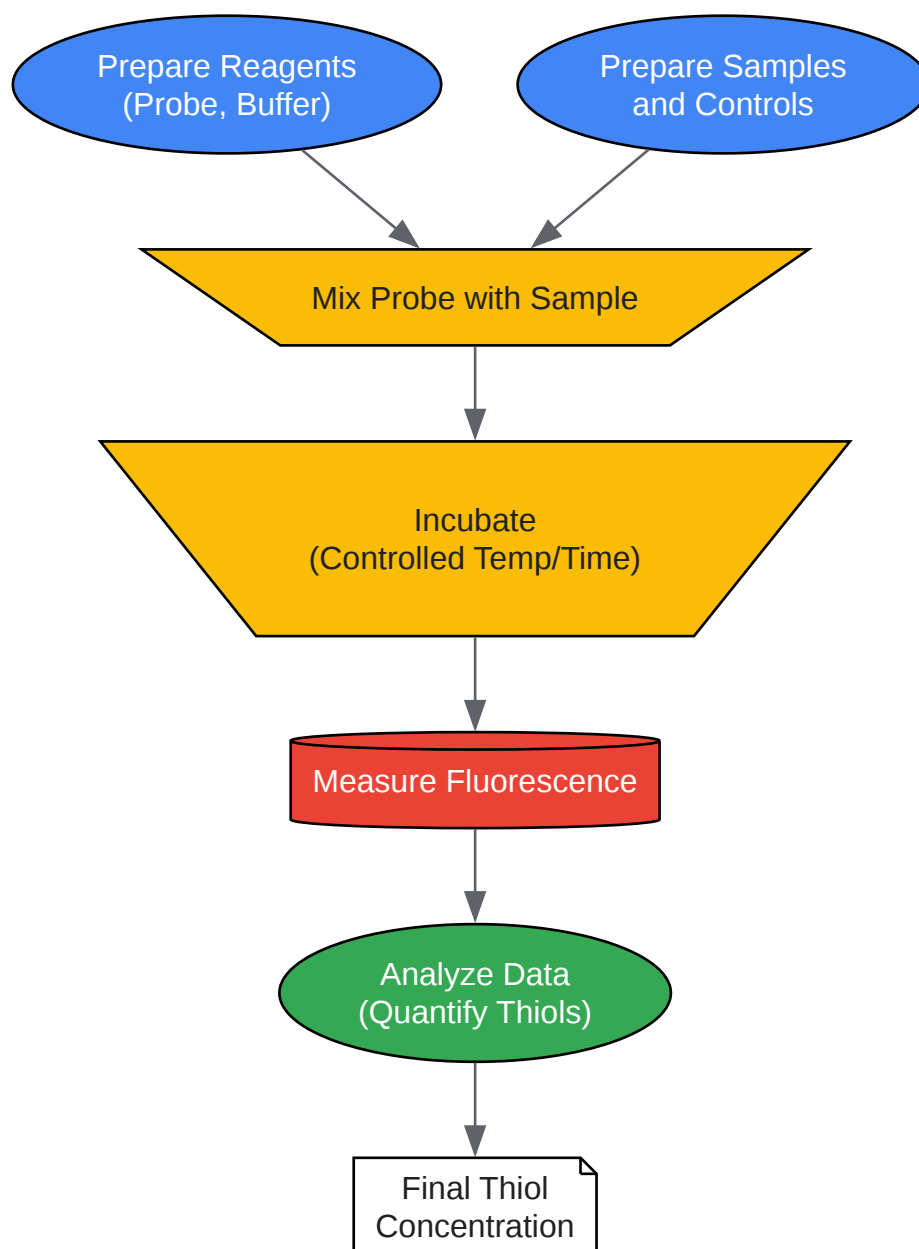 Prepare Reagents
(Probe, Buffer)
Prepare Samples
and Controls
Mix Probe with Sample
Incubate
(Controlled Temp/Time)
Measure Fluorescence
Analyze Data
(Quantify Thiols)
Final Thiol
Concentration